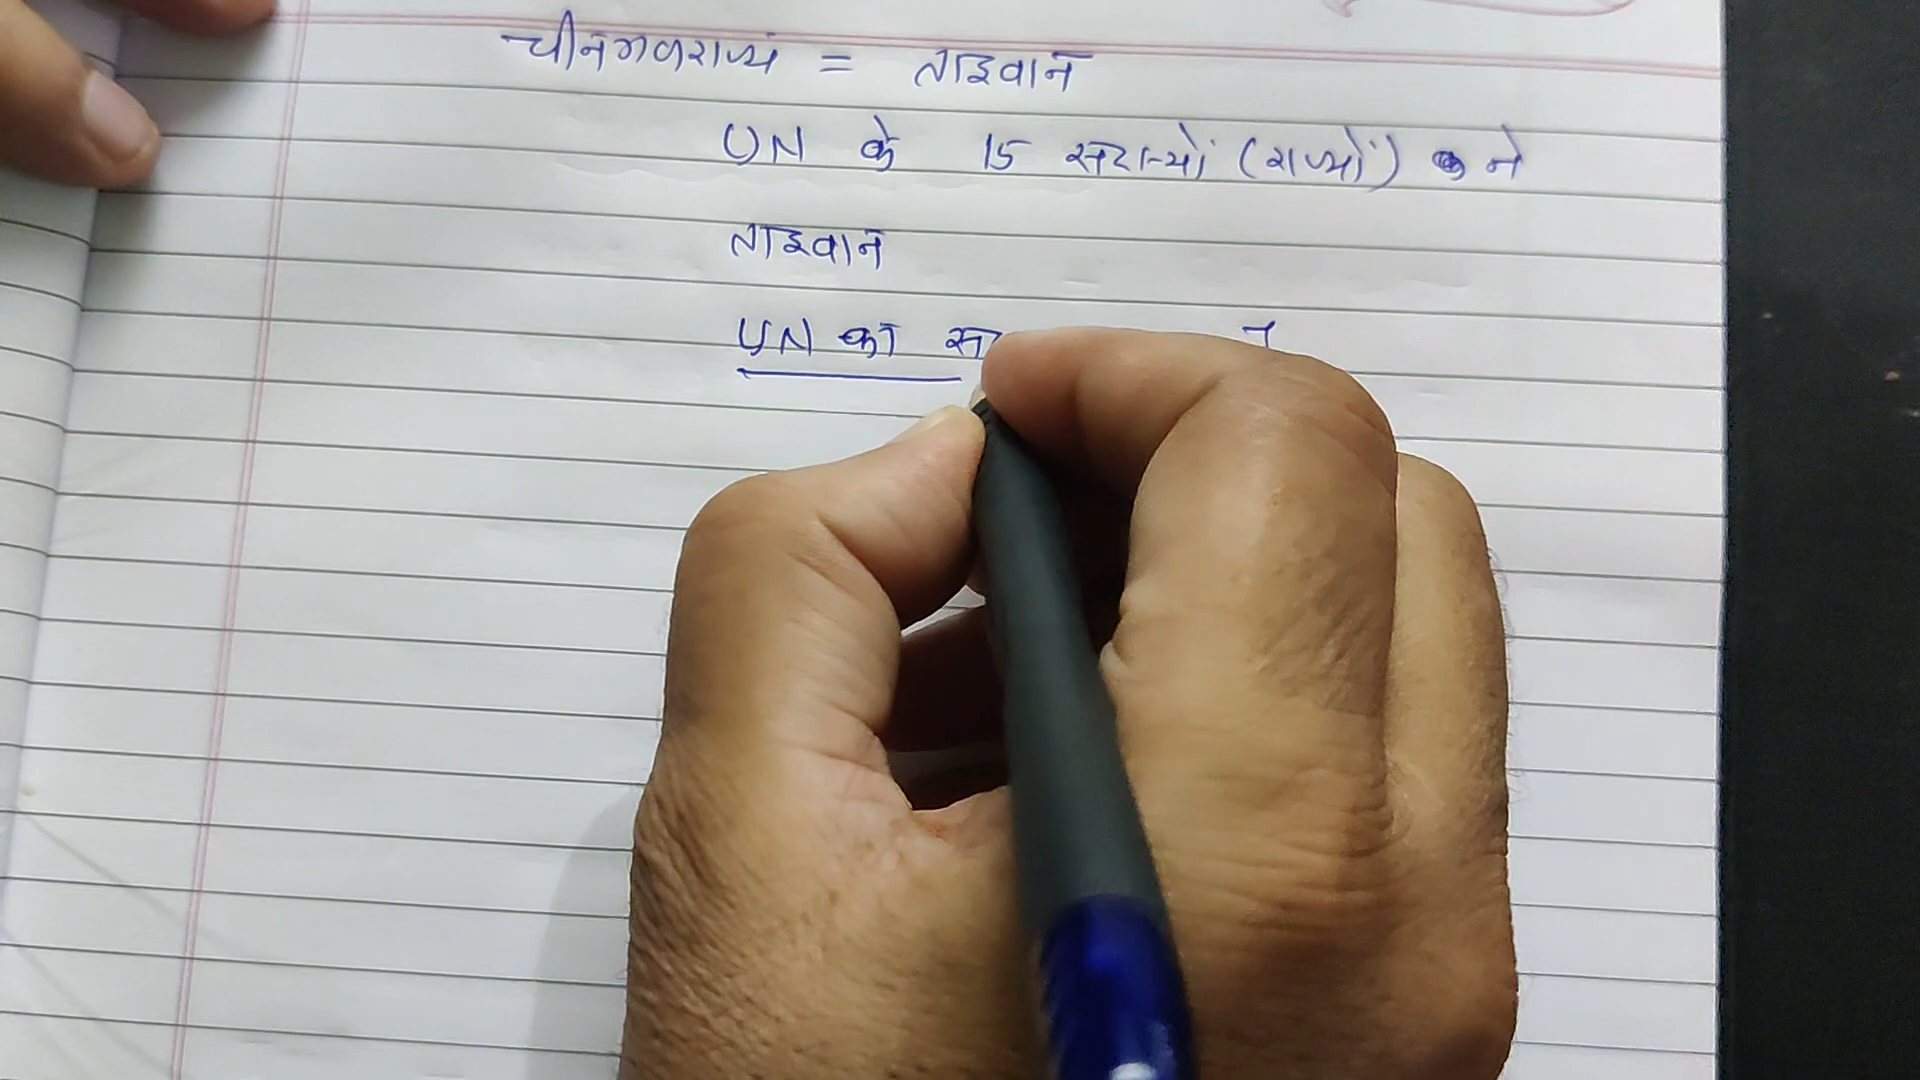 चीनगणराज्य = ताइवान
UN के 15 सदस्यों (राज्यों) ने
ताइवान
UN का